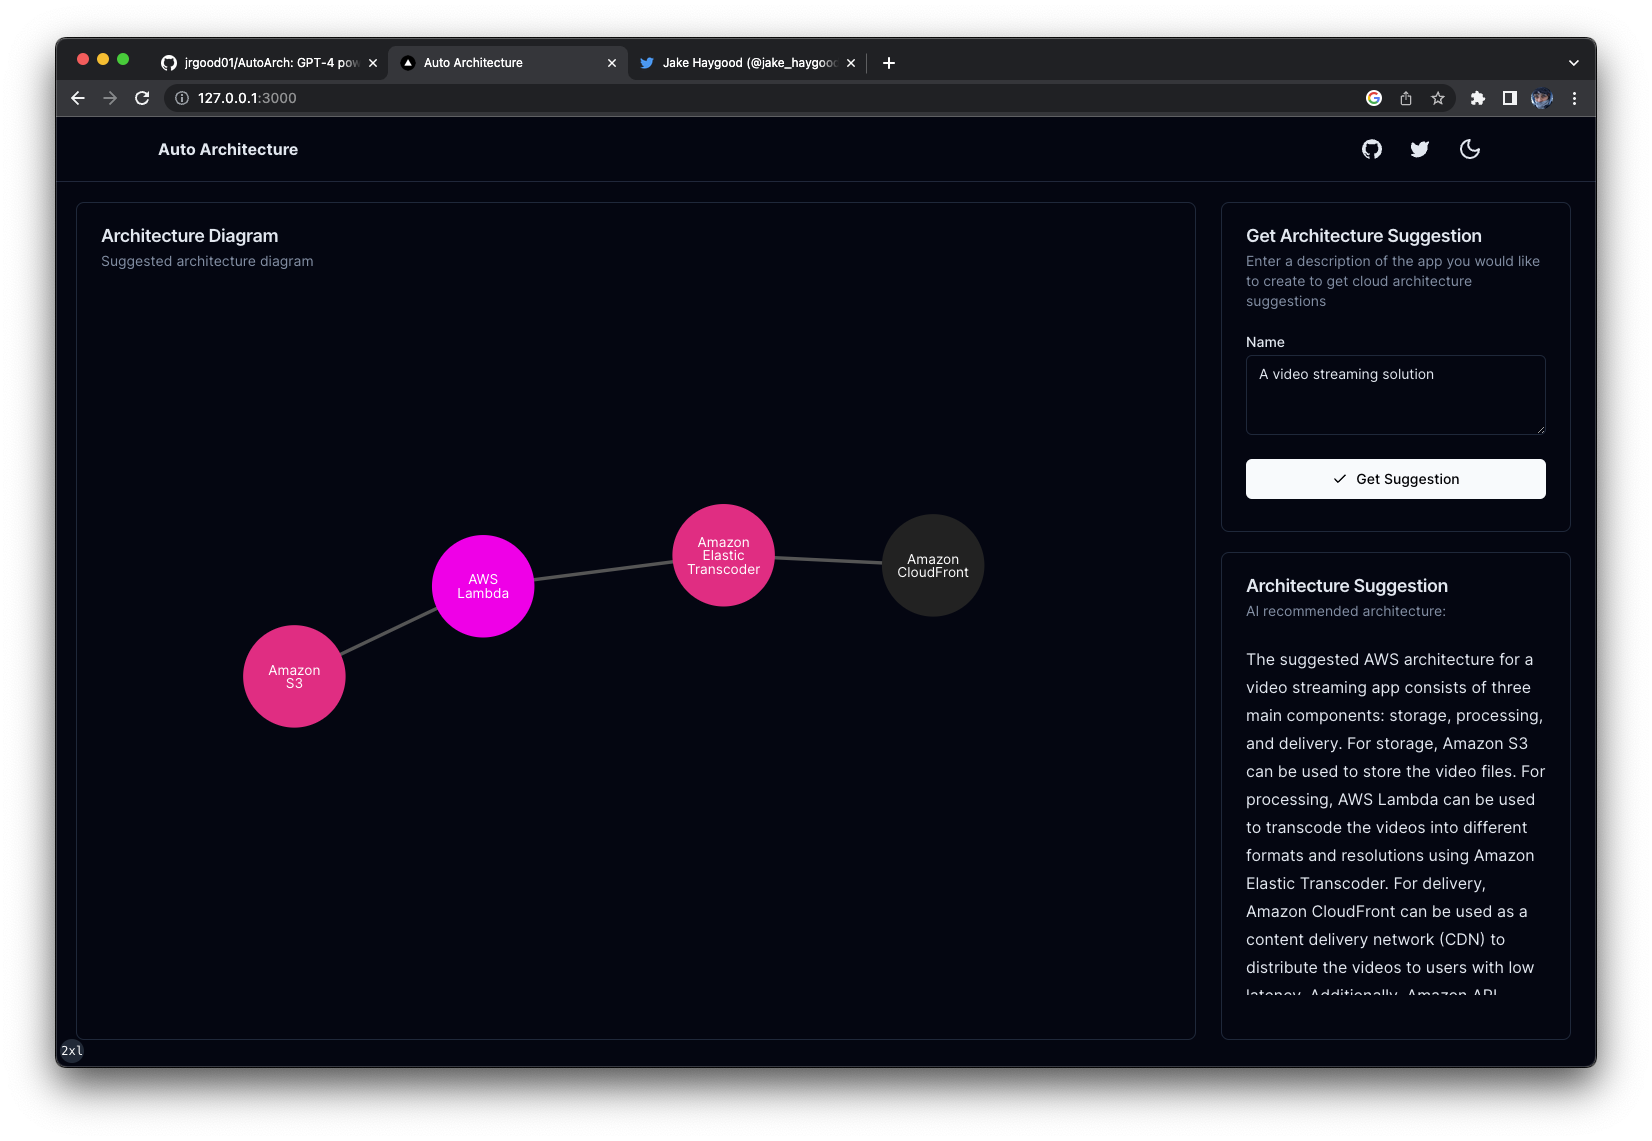 jrgood01/AutoArch: GPT-4 pow
Auto Architecture
Jake Haygood (@jake_haygood
127.0.0.1:3000
Auto Architecture
Architecture Diagram
Suggested architecture diagram
Amazon
S3
AWS
Lambda
Amazon
Elastic
Transcoder
Amazon
CloudFront
Get Architecture Suggestion
Enter a description of the app you would like
to create to get cloud architecture
suggestions
Name
A video streaming solution
Get Suggestion
Architecture Suggestion
AI recommended architecture:
The suggested AWS architecture for a
video streaming app consists of three
main components: storage, processing,
and delivery. For storage, Amazon S3
can be used to store the video files. For
processing, AWS Lambda can be used
to transcode the videos into different
formats and resolutions using Amazon
Elastic Transcoder. For delivery,
Amazon CloudFront can be used as a
content delivery network (CDN) to
distribute the videos to users with low
latency. Additionally, Amazon API
2xl